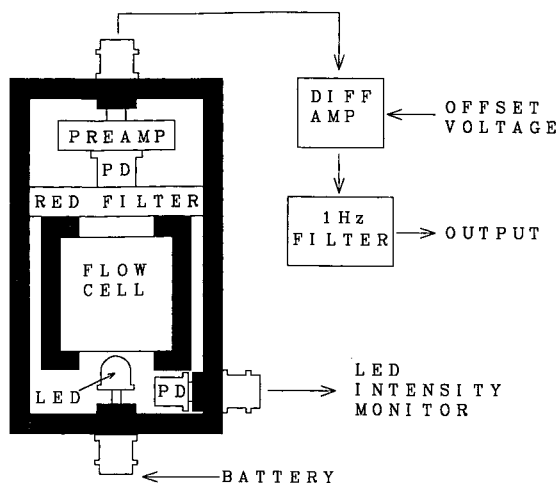 DIFF
AMP
OFFSET
VOLTAGE
PREAMP
PD
RED FILTER
1Hz
FILTER
OUTPUT
FLOW
CELL
LED
PD
LED
INTENSITY
MONITOR
BATTERY